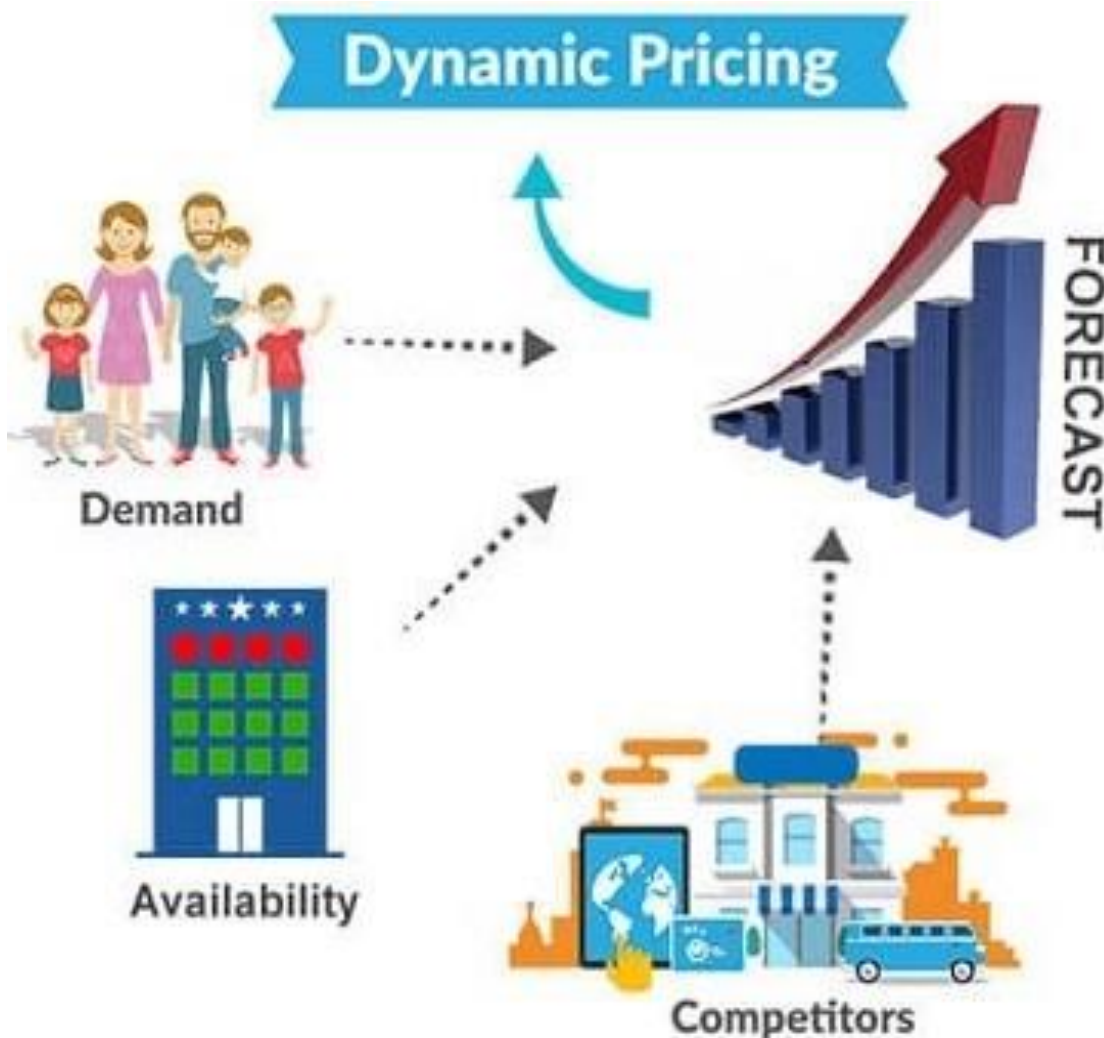 Dynamic Pricing
FORECAST
Demand
Availability
Competitors